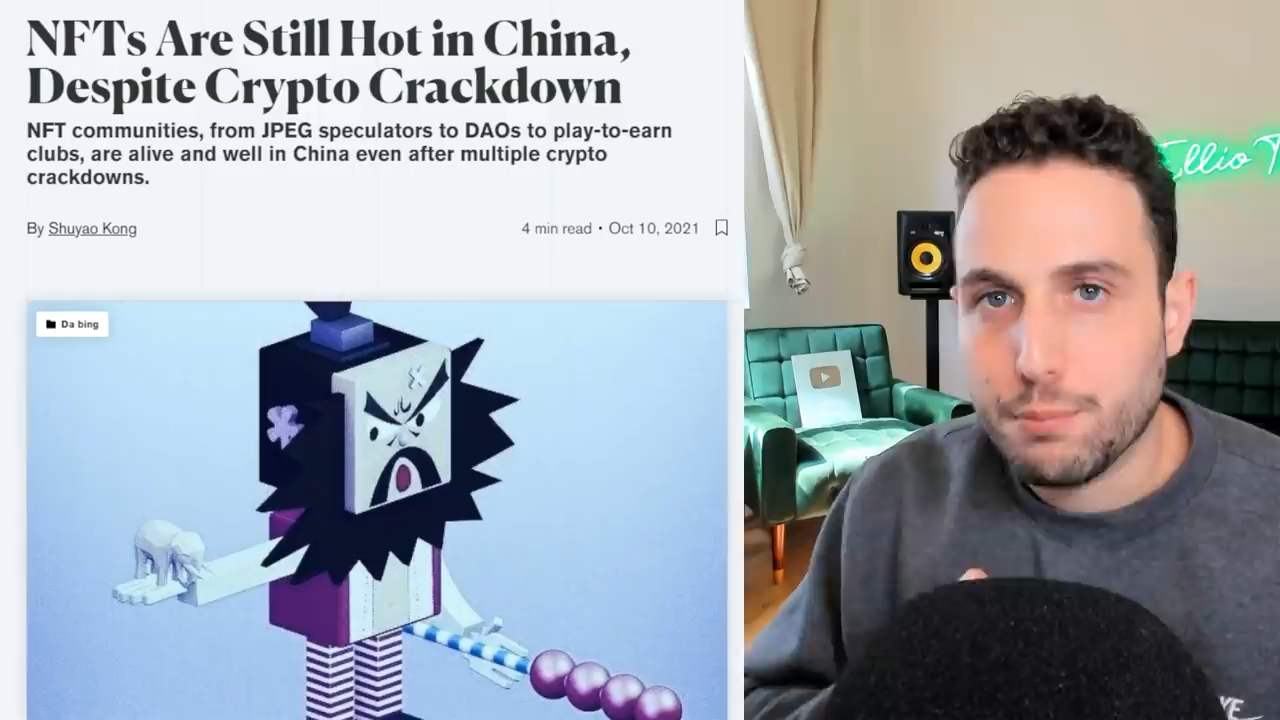 NFTs Are Still Hot in China,
Despite Crypto Crackdown
NFT communities, from JPEG speculators to DAOs to play-to-earn
clubs, are alive and well in China even after multiple crypto
crackdowns.
By Shuyao Kong
4 min read • Oct 10, 2021
Da bing
Ellio T